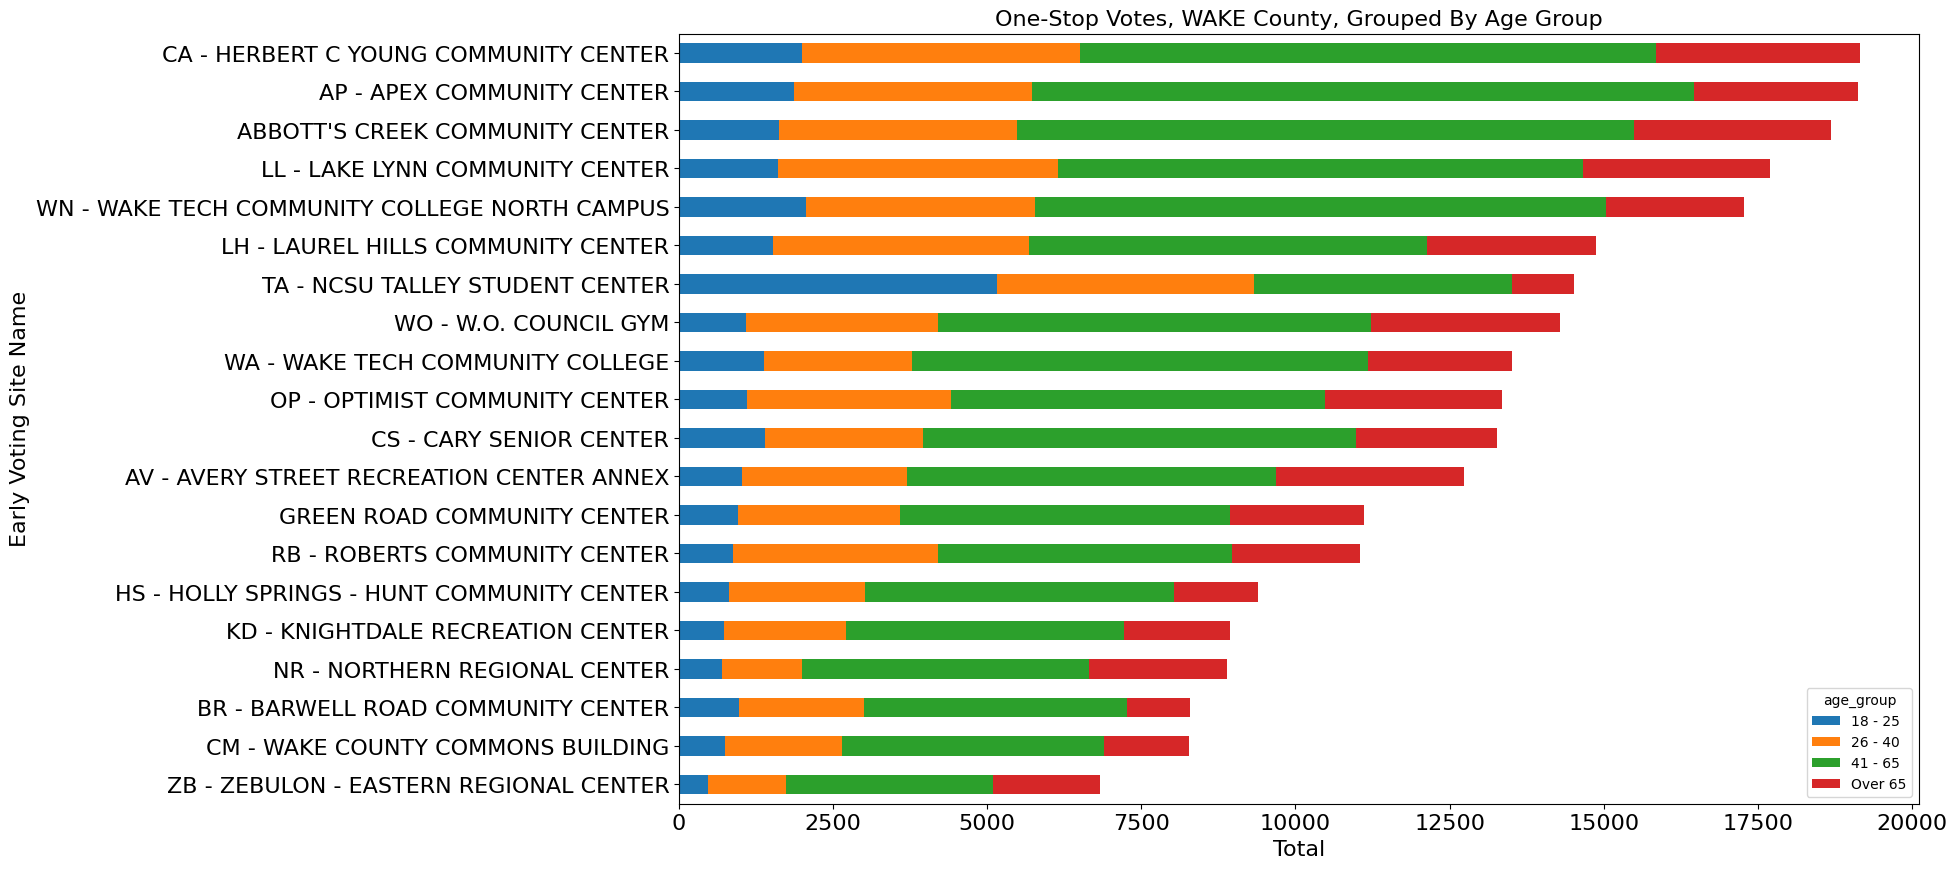 One-Stop Votes, WAKE County, Grouped By Age Group
Early Voting Site Name
CA - HERBERT C YOUNG COMMUNITY CENTER
AP - APEX COMMUNITY CENTER
ABBOTT'S CREEK COMMUNITY CENTER
LL - LAKE LYNN COMMUNITY CENTER
WN - WAKE TECH COMMUNITY COLLEGE NORTH CAMPUS
LH - LAUREL HILLS COMMUNITY CENTER
TA - NCSU TALLEY STUDENT CENTER
WO - W.O. COUNCIL GYM
WA - WAKE TECH COMMUNITY COLLEGE
OP - OPTIMIST COMMUNITY CENTER
CS - CARY SENIOR CENTER
AV - AVERY STREET RECREATION CENTER ANNEX
GREEN ROAD COMMUNITY CENTER
RB - ROBERTS COMMUNITY CENTER
HS - HOLLY SPRINGS - HUNT COMMUNITY CENTER
KD - KNIGHTDALE RECREATION CENTER
NR - NORTHERN REGIONAL CENTER
BR - BARWELL ROAD COMMUNITY CENTER
CM - WAKE COUNTY COMMONS BUILDING
ZB - ZEBULON - EASTERN REGIONAL CENTER
age_group
18 - 25
26 - 40
41 - 65
Over 65
0 2500 5000 7500 10000 12500 15000 17500 20000
Total